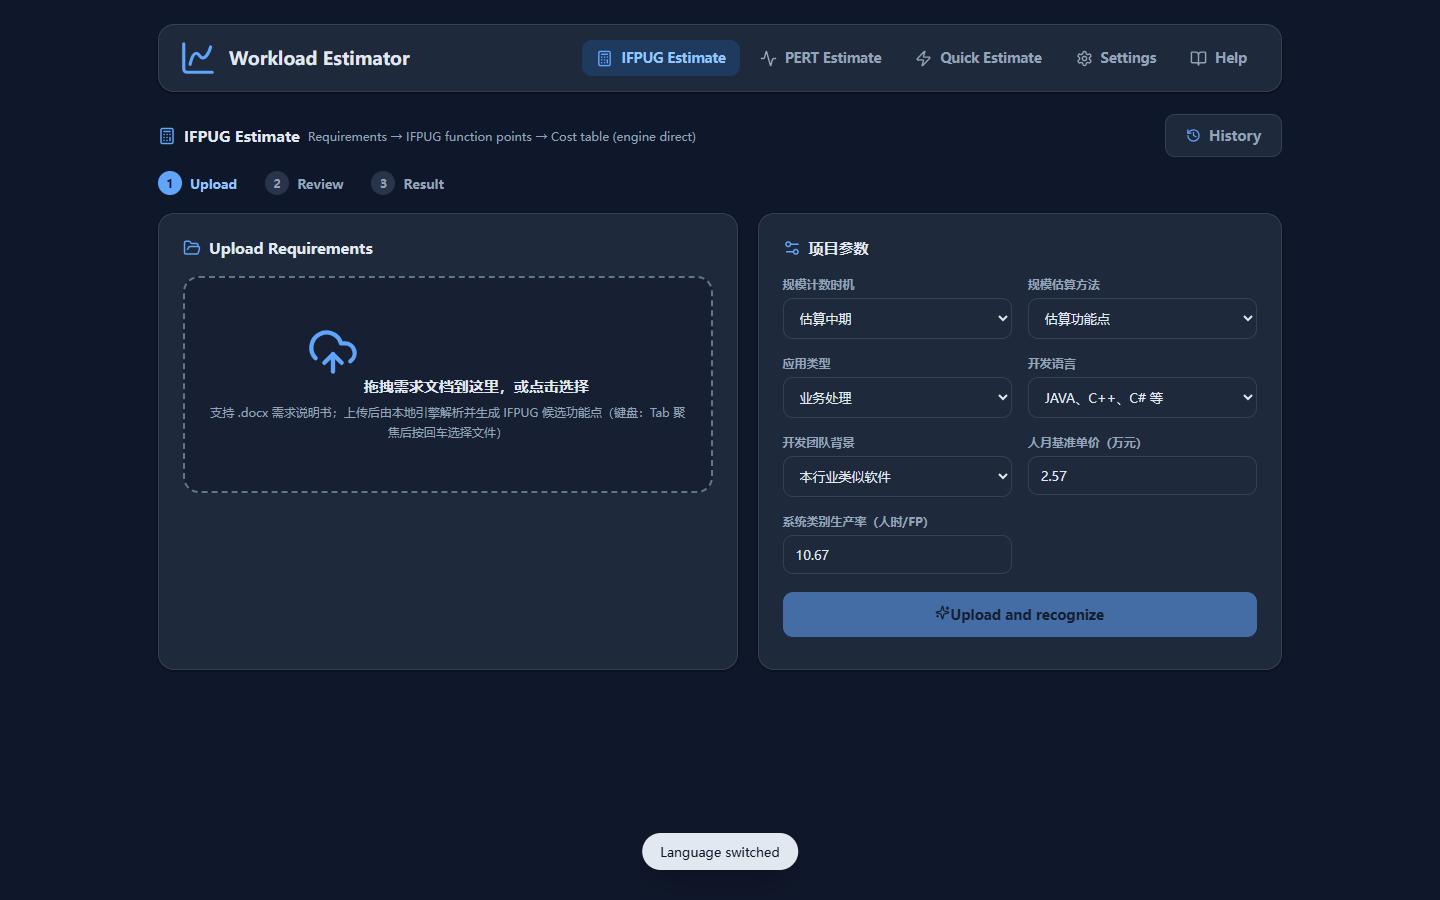 Workload Estimator
IFPUG Estimate
PERT Estimate
Quick Estimate
Settings
Help
IFPUG Estimate Requirements → IFPUG function points → Cost table (engine direct)
History
1 Upload
2 Review
3 Result
Upload Requirements
拖拽需求文档到这里，或点击选择
支持 .docx 需求说明书；上传后由本地引擎解析并生成 IFPUG 候选功能点（键盘：Tab 聚
焦后按回车选择文件）
项目参数
规模计数时机
估算中期
规模估算方法
估算功能点
应用类型
业务处理
开发语言
JAVA、C++、C# 等
开发团队背景
本行业类似软件
人月基准单价（万元）
2.57
系统类别生产率（人时/FP）
10.67
Upload and recognize
Language switched